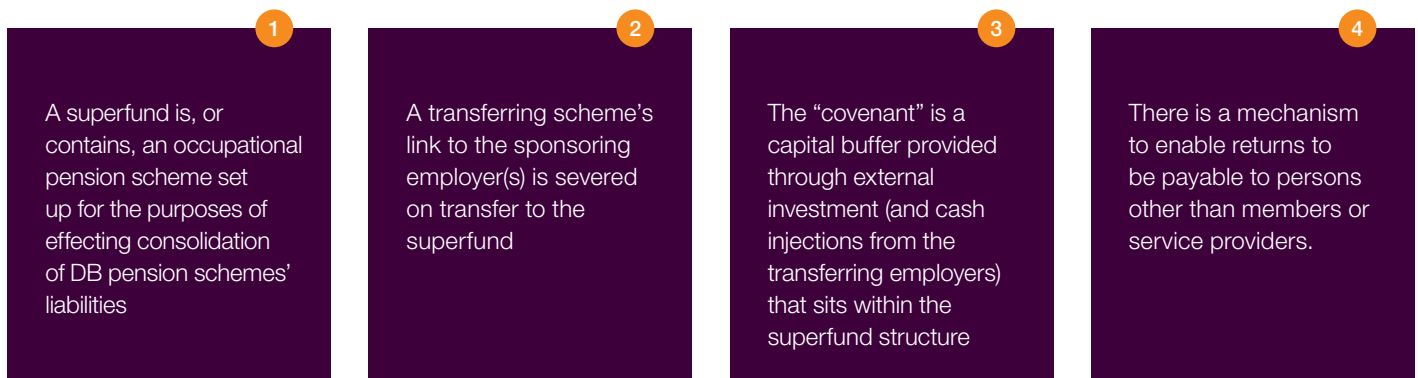 1
A superfund is, or
contains, an occupational
pension scheme set
up for the purposes of
effecting consolidation
of DB pension schemes’
liabilities
2
A transferring scheme’s
link to the sponsoring
employer(s) is severed
on transfer to the
superfund
3
The “covenant” is a
capital buffer provided
through external
investment (and cash
injections from the
transferring employers)
that sits within the
superfund structure
4
There is a mechanism
to enable returns to
be payable to persons
other than members or
service providers.